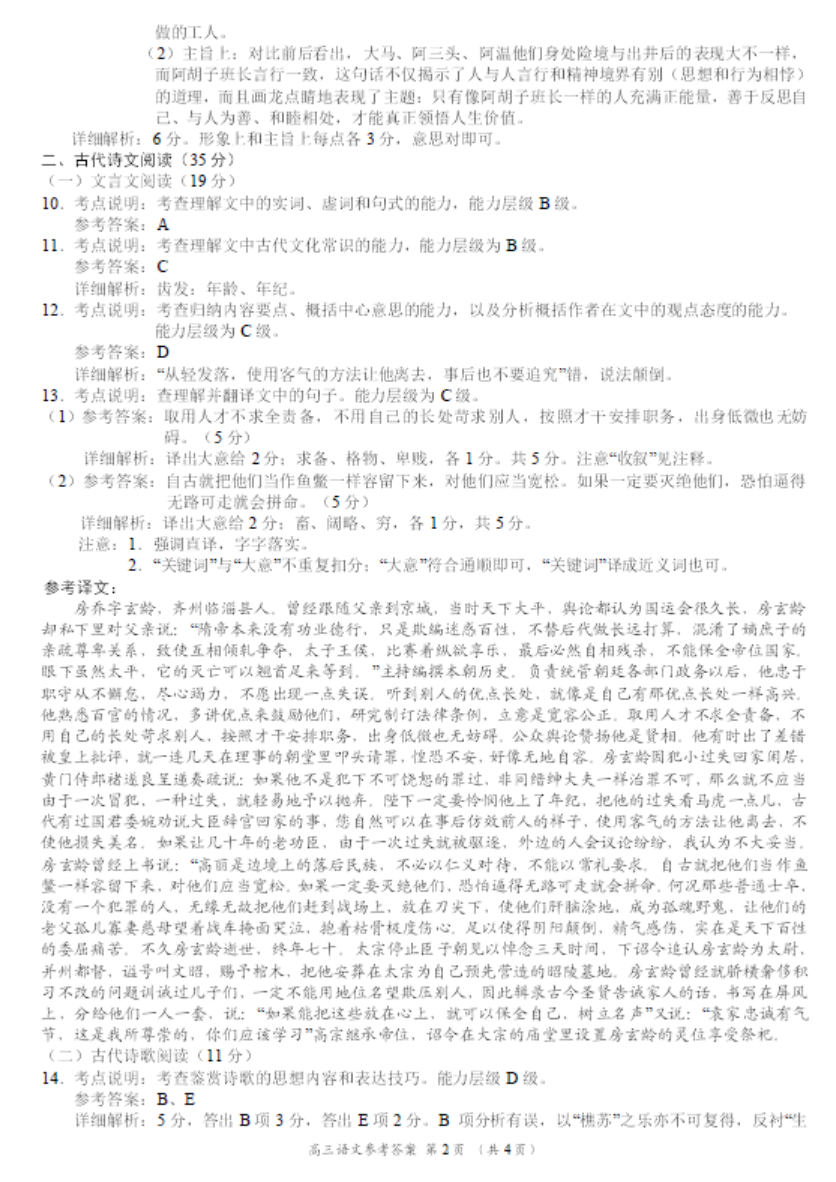 做的工人。
（2）主旨上：对比前后看出，大马、阿三头、阿温他们身处险境与出井后的表现大不一样，
而阿胡子班长言行一致，这句话不仅揭示了人与人言行和精神境界有别（思想和行为相悖）
的道理，而且画龙点睛地表现了主题：只有像阿胡子班长一样的人充满正能量，善于反思自
己、与人为善、和睦相处，才能真正领悟人生价值。
详细解析：6分。形象上和主旨上每点各3分，意思对即可。
二、古代诗文阅读（35分）
（一）文言文阅读（19分）
10．考点说明：考查理解文中的实词、虚词和句式的能力，能力层级B级。
参考答案：A
11．考点说明：考查理解文中古代文化常识的能力，能力层级为B级。
参考答案：C
详细解析：齿发：年龄、年纪。
12．考点说明：考查归纳内容要点、概括中心意思的能力，以及分析概括作者在文中的观点态度的能力。
能力层级为C级。
参考答案：D
详细解析：“从轻发落，使用客气的方法让他离去，事后也不要追究”错，说法颠倒。
13．考点说明：查理解并翻译文中的句子。能力层级为C级。
（1）参考答案：取用人才不求全责备，不用自己的长处苛求别人，按照才干安排职务，出身低微也无妨
碍。（5分）
详细解析：译出大意给2分；求备、格物、卑贱，各1分。共5分。注意“收叙”见注释。
（2）参考答案：自古就把他们当作鱼鳖一样容留下来，对他们应当宽松。如果一定要灭绝他们，恐怕逼得
无路可走就会拼命。（5分）
详细解析：译出大意给2分；畜、阔略、穷，各1分，共5分。
注意：1．强调直译，字字落实。
2．“关键词”与“大意”不重复扣分；“大意”符合通顺即可，“关键词”译成近义词也可。
参考译文：
房乔字玄龄，齐州临淄县人。曾经跟随父亲到京城，当时天下太平，舆论都认为国运会很久长，房玄龄
却私下里对父亲说：“隋帝本来没有功业德行，只是欺骗迷惑百性，不替后代做长远打算，混淆了嫡庶子的
亲疏尊卑关系，致使互相倾轧争夺，太子王侯，比赛着纵欲享乐，最后必然自相残杀，不能保全帝位国家。
眼下虽然太平，它的灭亡可以翘首足来等到。”主持编撰本朝历史。负责统管朝廷各部门政务以后，他忠于
职守从不懈怠，尽心竭力，不愿出现一点失误。听到别人的优点长处，就像是自己有那优点长处一样高兴。
他熟悉百官的情况，多讲优点来鼓励他们，研究制订法律条例，立意是宽容公正。取用人才不求全责备，不
用自己的长处苛求别人，按照才干安排职务，出身低微也无妨碍。公众舆论赞扬他是贤相。他有时出了差错
被皇上批评，就一连几天在理事的朝堂里叩头请罪，惶恐不安，好像无地自容。房玄龄因犯小过失回家闲居，
黄门侍郎褚遂良呈递奏疏说：如果他不是犯下不可饶恕的罪过，非同缙绅大夫一样治罪不可，那么就不应当
由于一次冒犯，一种过失，就轻易地予以抛弃。陛下一定要怜悯他上了年纪，把他的过失看马虎一点儿，古
代有过国君委婉劝说大臣辞官回家的事，您自然可以在事后仿效前人的样子，使用客气的方法让他离去，不
使他损失美名。如果让几十年的老功臣，由于一次过失就被驱逐，外边的人会议论纷纷，我认为不大妥当。
房玄龄曾经上书说：“高丽是边境上的落后民族，不必以仁义对待，不能以常礼要求。自古就把他们当作鱼
鳖一样容留下来，对他们应当宽松。如果一定要灭绝他们，恐怕逼得无路可走就会拼命。何况那些普通士卒，
没有一个犯罪的人，无缘无故把他们赶到战场上，放在刀尖下，使他们肝脑涂地，成为孤魂野鬼，让他们的
老父孤儿寡妻慈母望着战车掩面哭泣，抱着枯骨极度伤心。足以使得阴阳颠倒，精气感伤，实在是天下百性
的委屈痛苦。不久房玄龄逝世，终年七十。太宗停止臣子朝见以悼念三天时间，下诏令追认房玄龄为太尉，
并州都督，谥号叫文昭，赐予棺木，把他安葬在太宗为自己预先营造的昭陵墓地。房玄龄曾经就骄横奢侈积
习不改的问题训诫过儿子们，一定不能用地位名望欺压别人，因此辑录古今圣贤告诫家人的话，书写在屏风
上，分给他们一人一套，说：“如果能把这些放在心上，就可以保全自己，树立名声”又说：“袁家忠诚有气
节，这是我所尊崇的，你们应该学习”高宗继承帝位，诏令在太宗的庙堂里设置房玄龄的灵位享受祭祀。
（二）古代诗歌阅读（11分）
14．考点说明：考查鉴赏诗歌的思想内容和表达技巧。能力层级D级。
参考答案：B、E
详细解析：5分，答出B项3分，答出E项2分。B 项分析有误，以“樵苏”之乐亦不可复得，反衬“生
高三语文参考答案 第2页 （共4页）